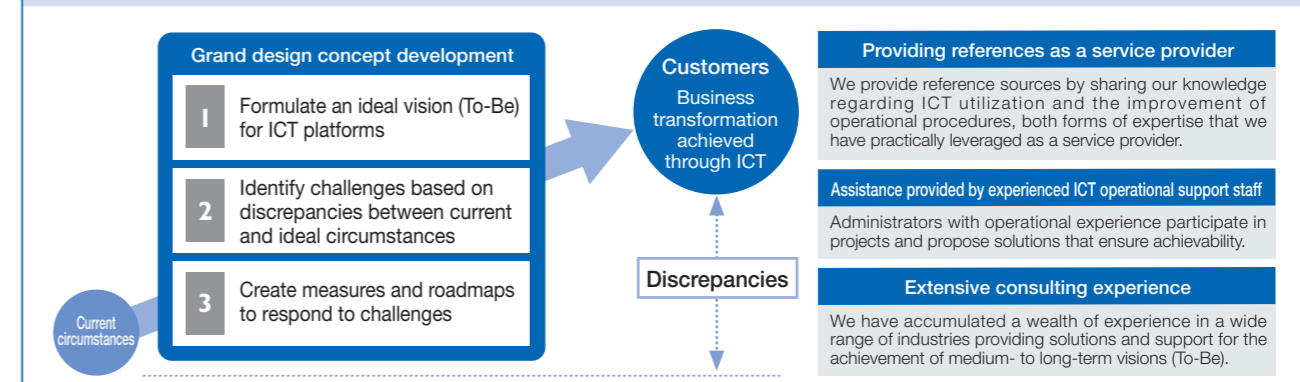 Grand design concept development
1
Formulate an ideal vision (To-Be)
for ICT platforms
2
Identify challenges based on
discrepancies between current
and ideal circumstances
3
Create measures and roadmaps
to respond to challenges
Current
circumstances
Customers
Business
transformation
achieved
through ICT
Discrepancies
Providing references as a service provider
We provide reference sources by sharing our knowledge
regarding ICT utilization and the improvement of
operational procedures, both forms of expertise that we
have practically leveraged as a service provider.
Assistance provided by experienced ICT operational support staff
Administrators with operational experience participate in
projects and propose solutions that ensure achievability.
Extensive consulting experience
We have accumulated a wealth of experience in a wide
range of industries providing solutions and support for the
achievement of medium- to long-term visions (To-Be).